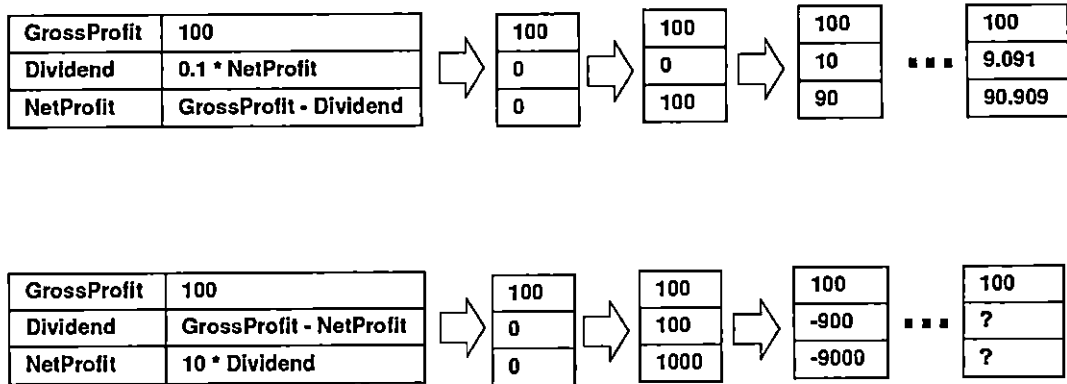 GrossProfit 100 100 100 100 100
Dividend 0.1 * NetProfit 0 0 10 9.091
NetProfit GrossProfit - Dividend 0 100 90 90.909
GrossProfit 100 100 100 100 100
Dividend GrossProfit - NetProfit 0 100 -900 ?
NetProfit 10 * Dividend 0 1000 -9000 ?